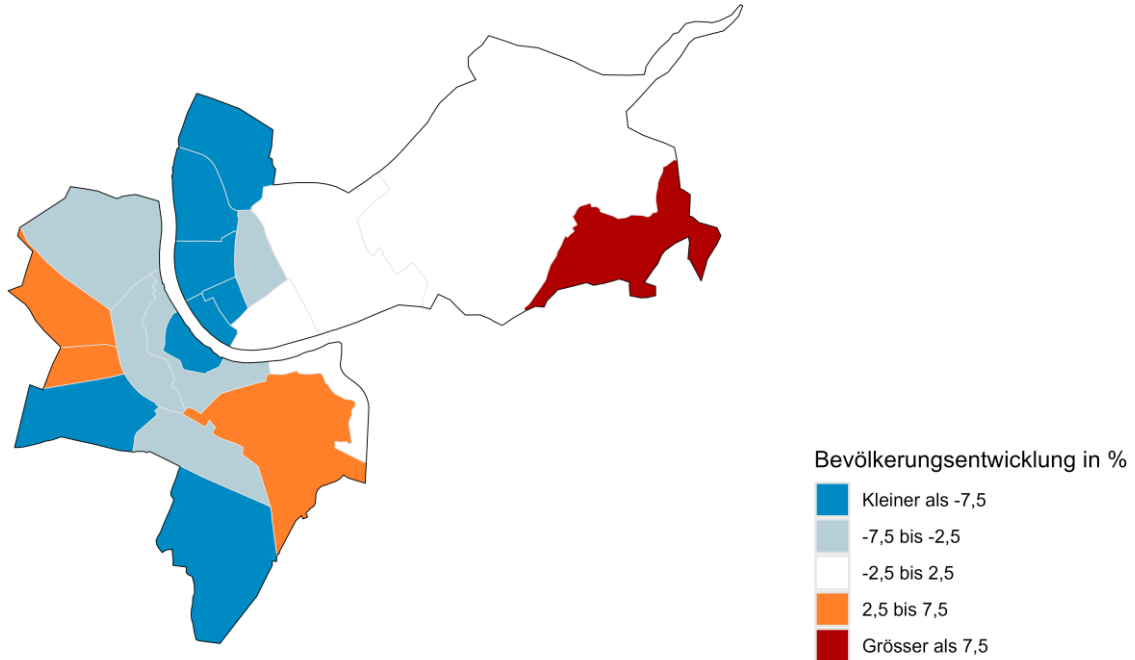 Bevölkerungsentwicklung in %
Kleiner als -7,5
-7,5 bis -2,5
-2,5 bis 2,5
2,5 bis 7,5
Grösser als 7,5